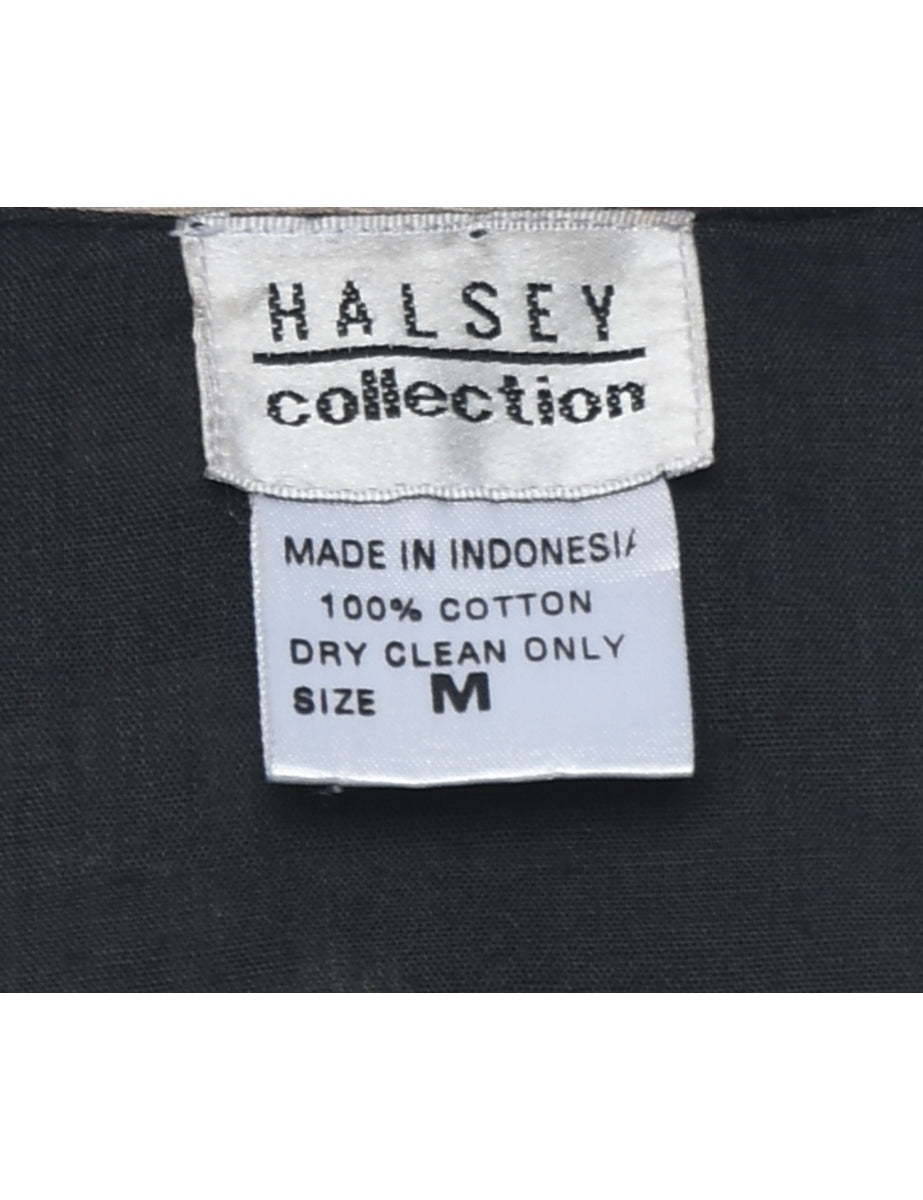 HALSEY
collection
MADE IN INDONESIA
100% COTTON
DRY CLEAN ONLY
SIZE M